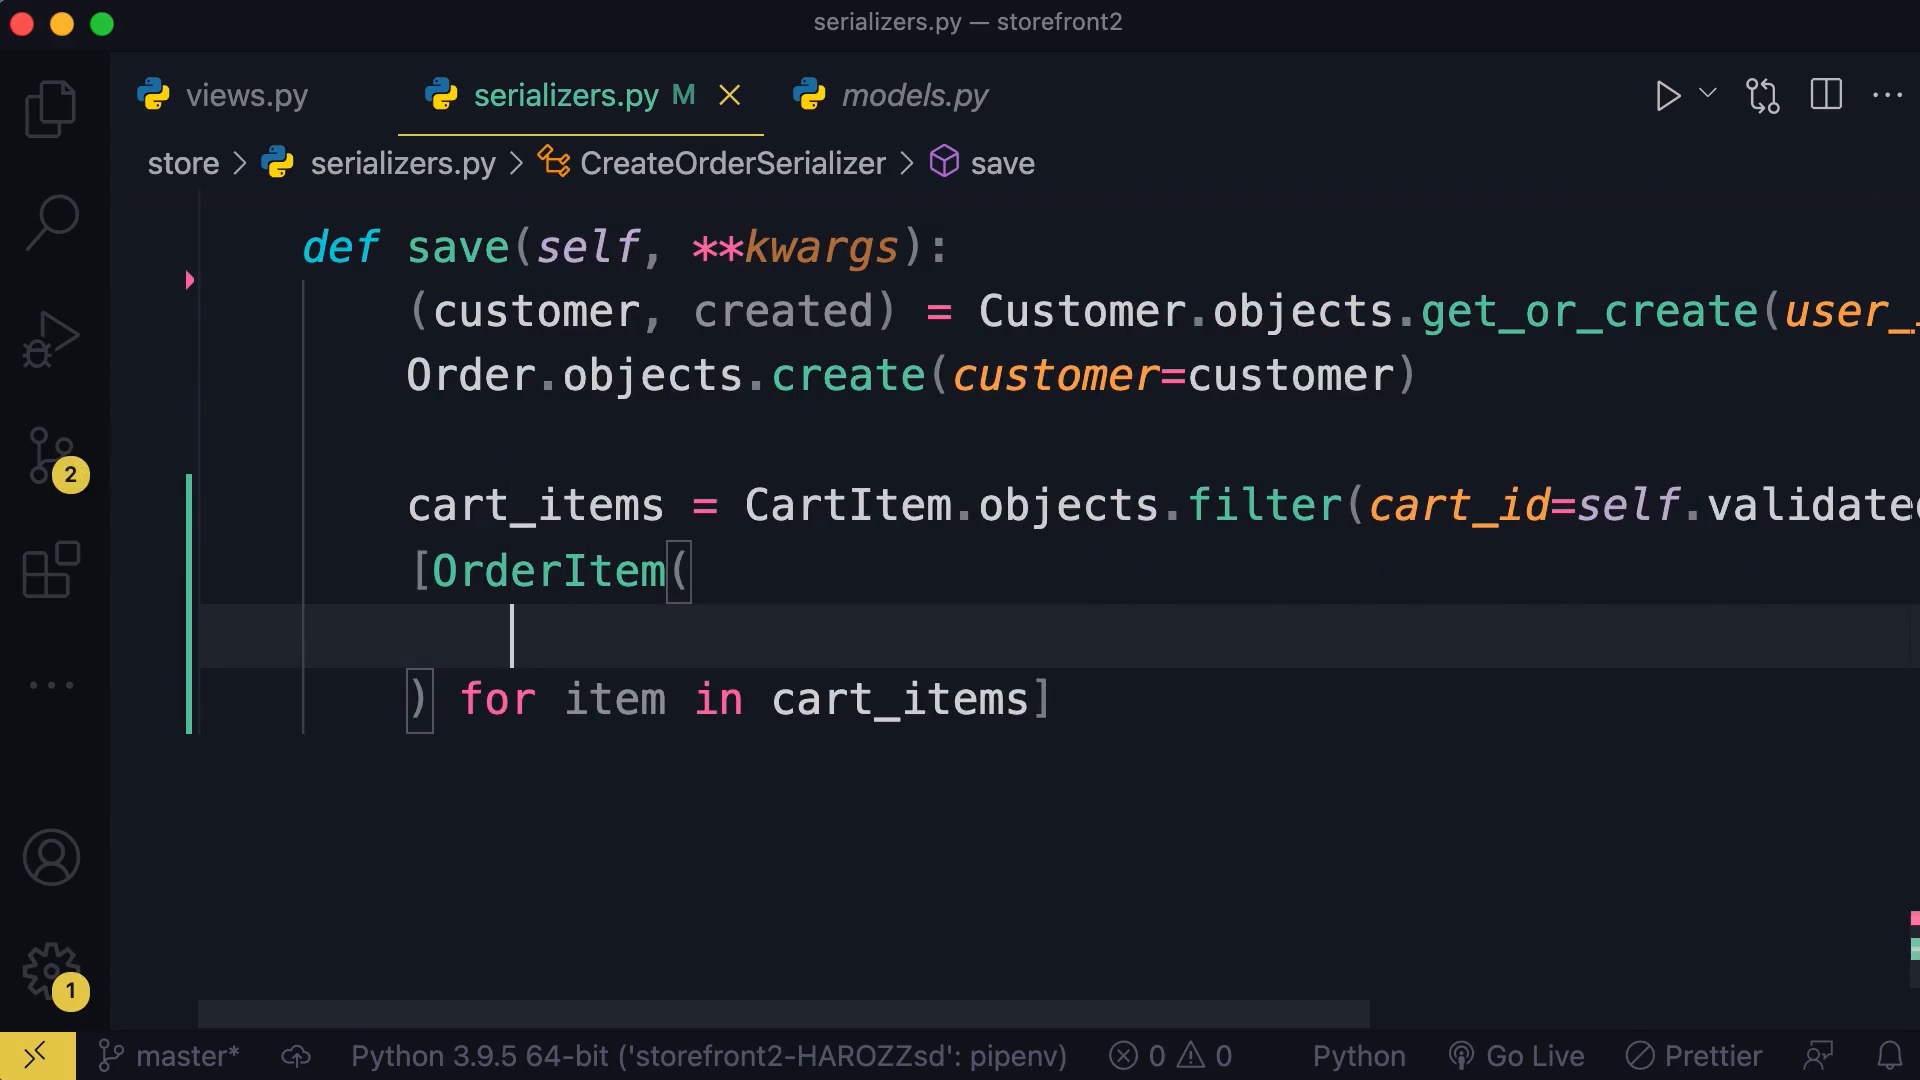 serializers.py — storefront2
views.py serializers.py M models.py
store > serializers.py > CreateOrderSerializer > save
def save(self, **kwargs):
(customer, created) = Customer.objects.get_or_create(user_
Order.objects.create(customer=customer)
cart_items = CartItem.objects.filter(cart_id=self.validate
[OrderItem(
) for item in cart_items]
2
1
master* Python 3.9.5 64-bit ('storefront2-HAROZZsd': pipenv) 0 0 Python Go Live Prettier